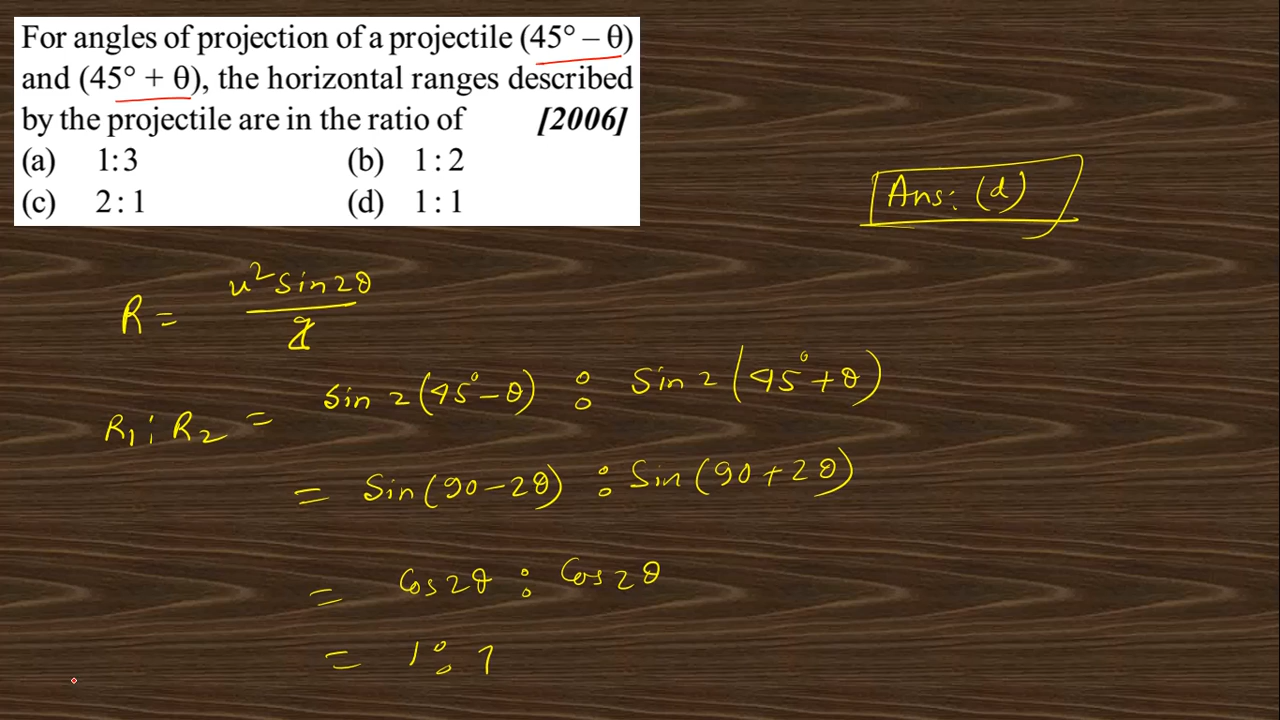 For angles of projection of a projectile (45° – θ)
and (45° + θ), the horizontal ranges described
by the projectile are in the ratio of [2006]
(a) 1:3 (b) 1 : 2
(c) 2 : 1 (d) 1 : 1
Ans: (d)
R = u² sin2θ / g
R₁ : R₂ = sin 2(45° – θ) : sin 2(45° + θ)
= Sin(90 – 2θ) : Sin(90 + 2θ)
= Cos2θ : Cos2θ
= 1 : 1